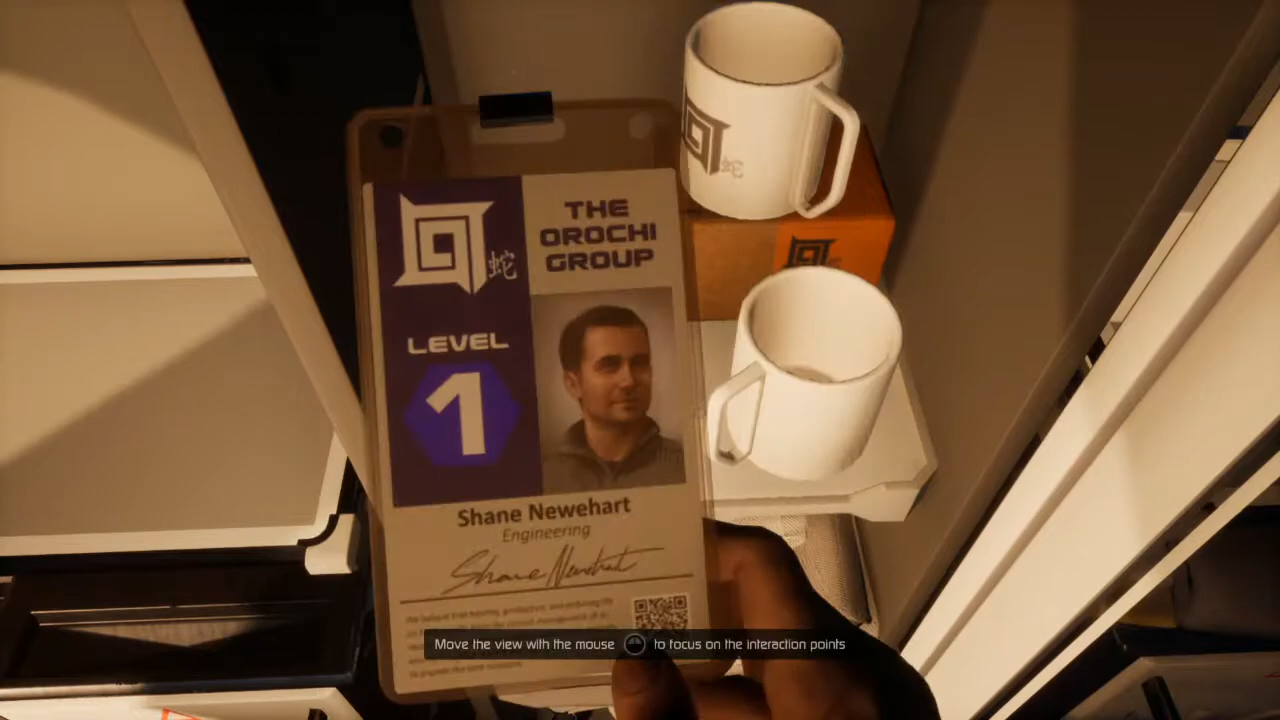 THE
OROCHI
GROUP
蛇
LEVEL
1
Shane Newehart
Engineering
Shane Newehart
Move the view with the mouse to focus on the interaction points